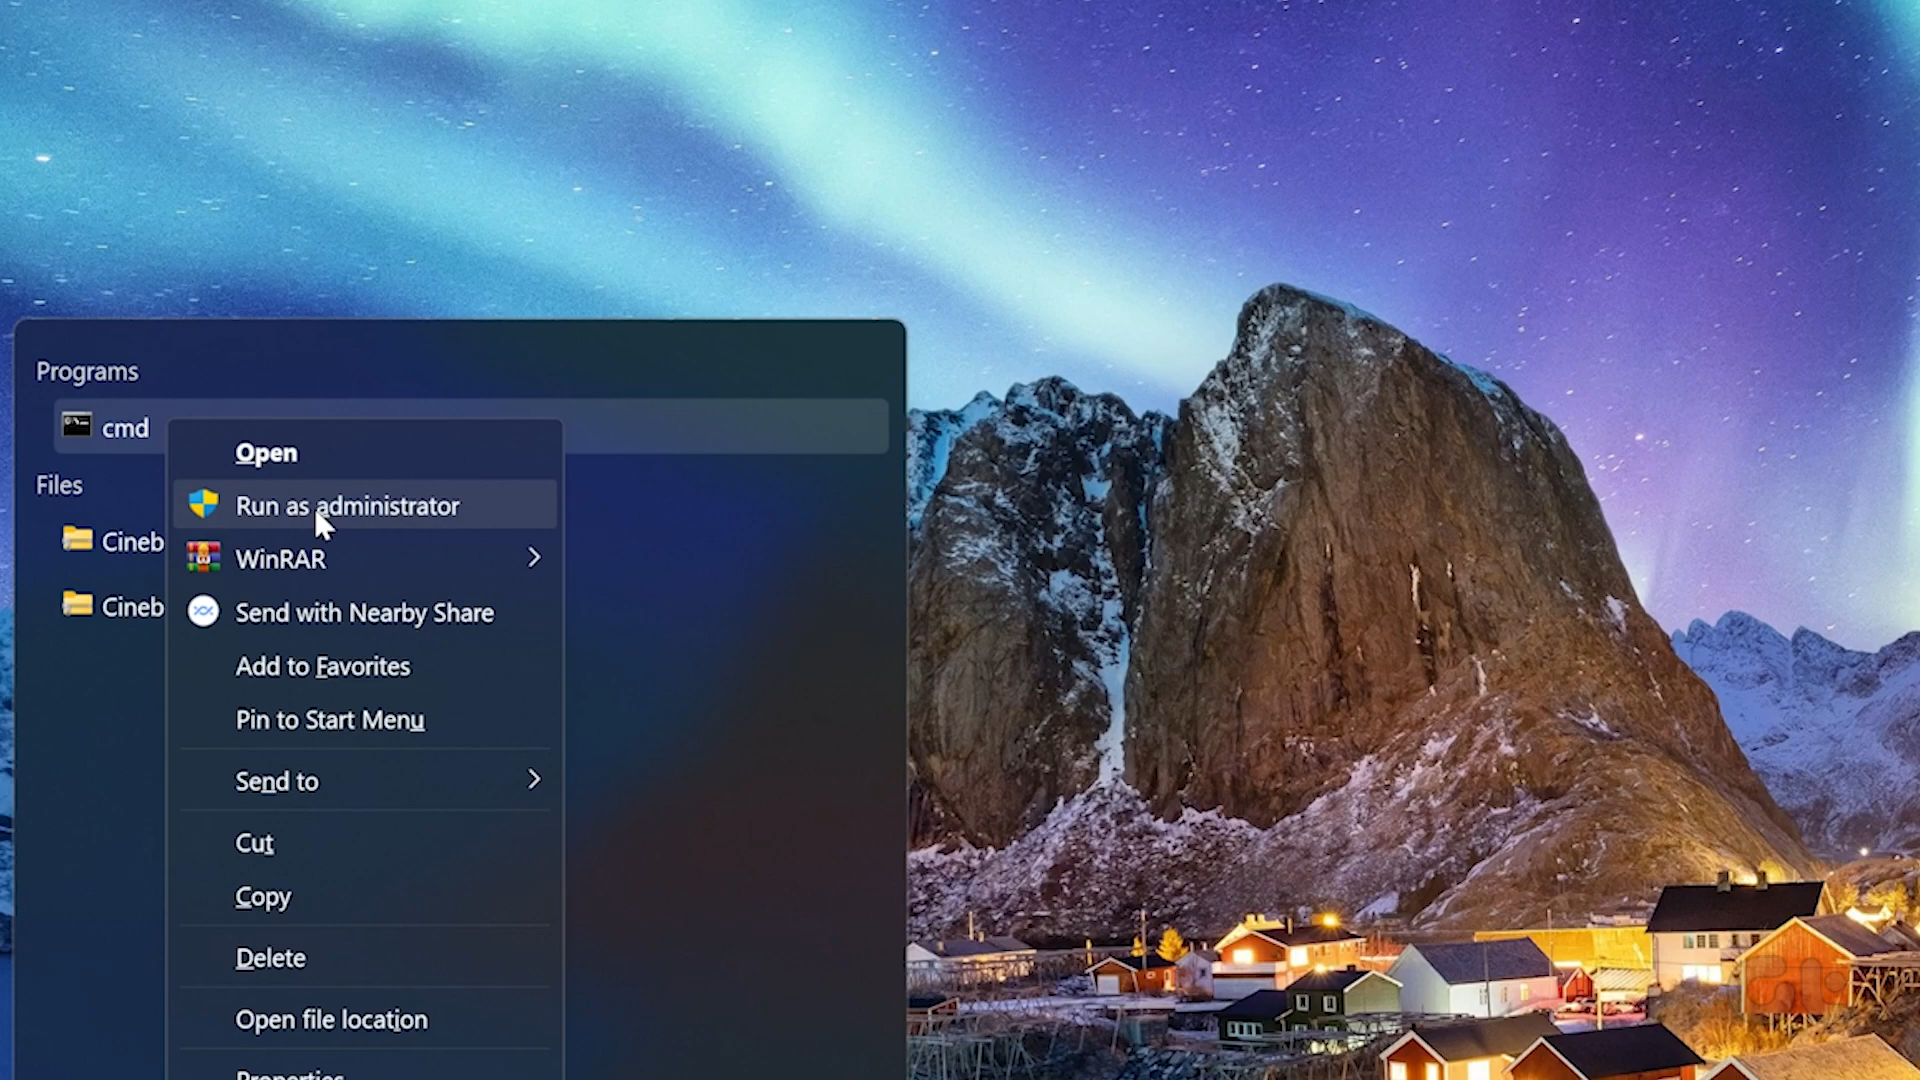 Programs
cmd
Open
Files
Run as administrator
Cineb
WinRAR
Cineb
Send with Nearby Share
Add to Favorites
Pin to Start Menu
Send to
Cut
Copy
Delete
Open file location
Properties